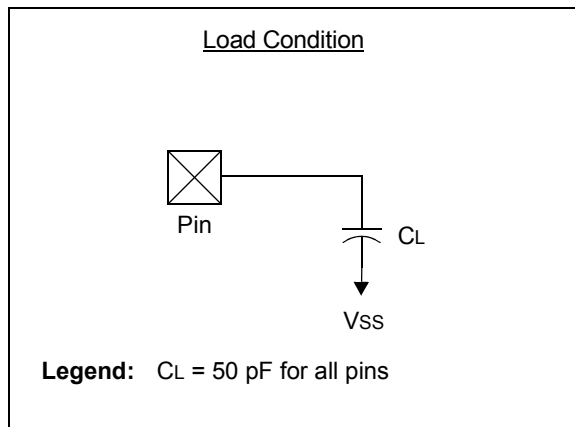 Load Condition
Pin
CL
VSS
Legend: CL = 50 pF for all pins